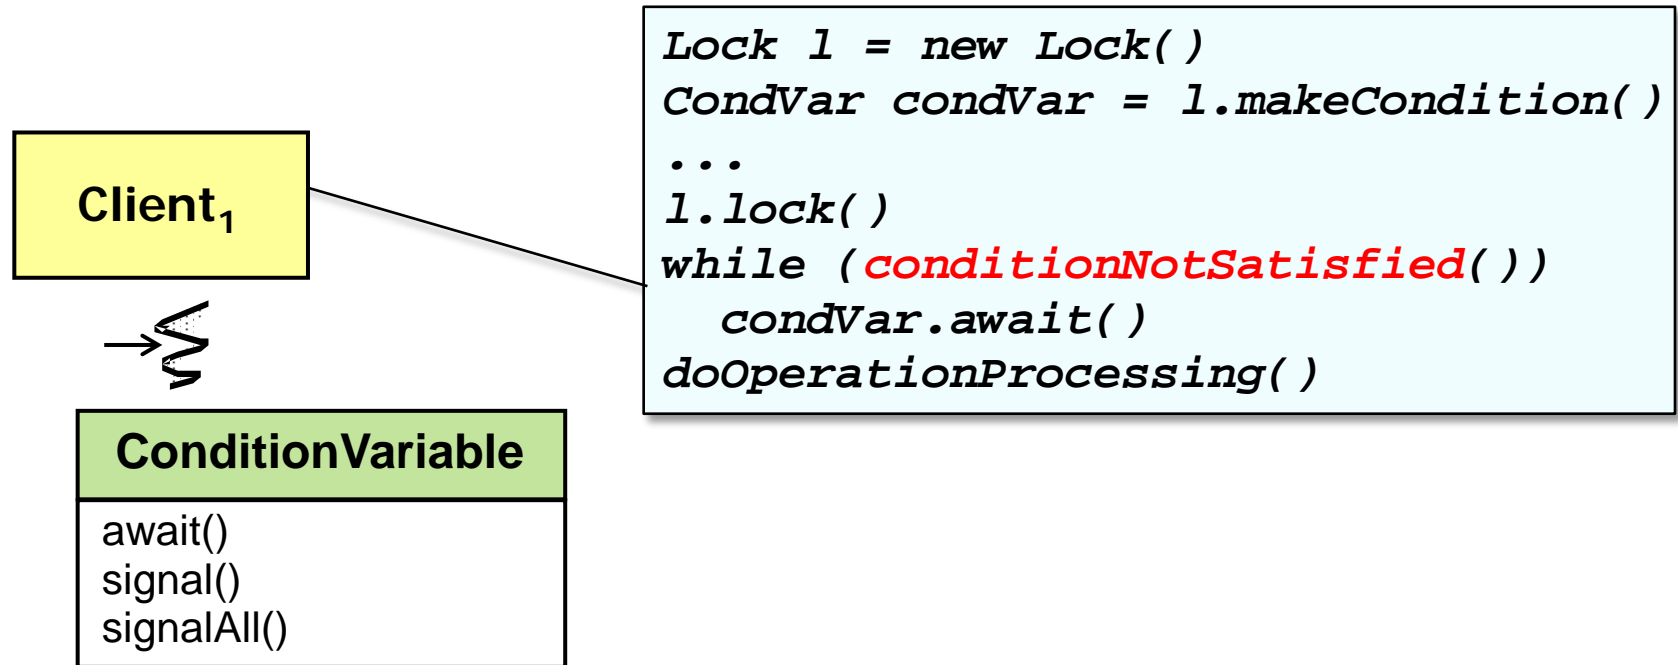 Lock l = new Lock()
CondVar condVar = l.makeCondition()
...
l.lock()
while (conditionNotSatisfied())
  condVar.await()
doOperationProcessing()
Client₁
ConditionVariable
await()
signal()
signalAll()